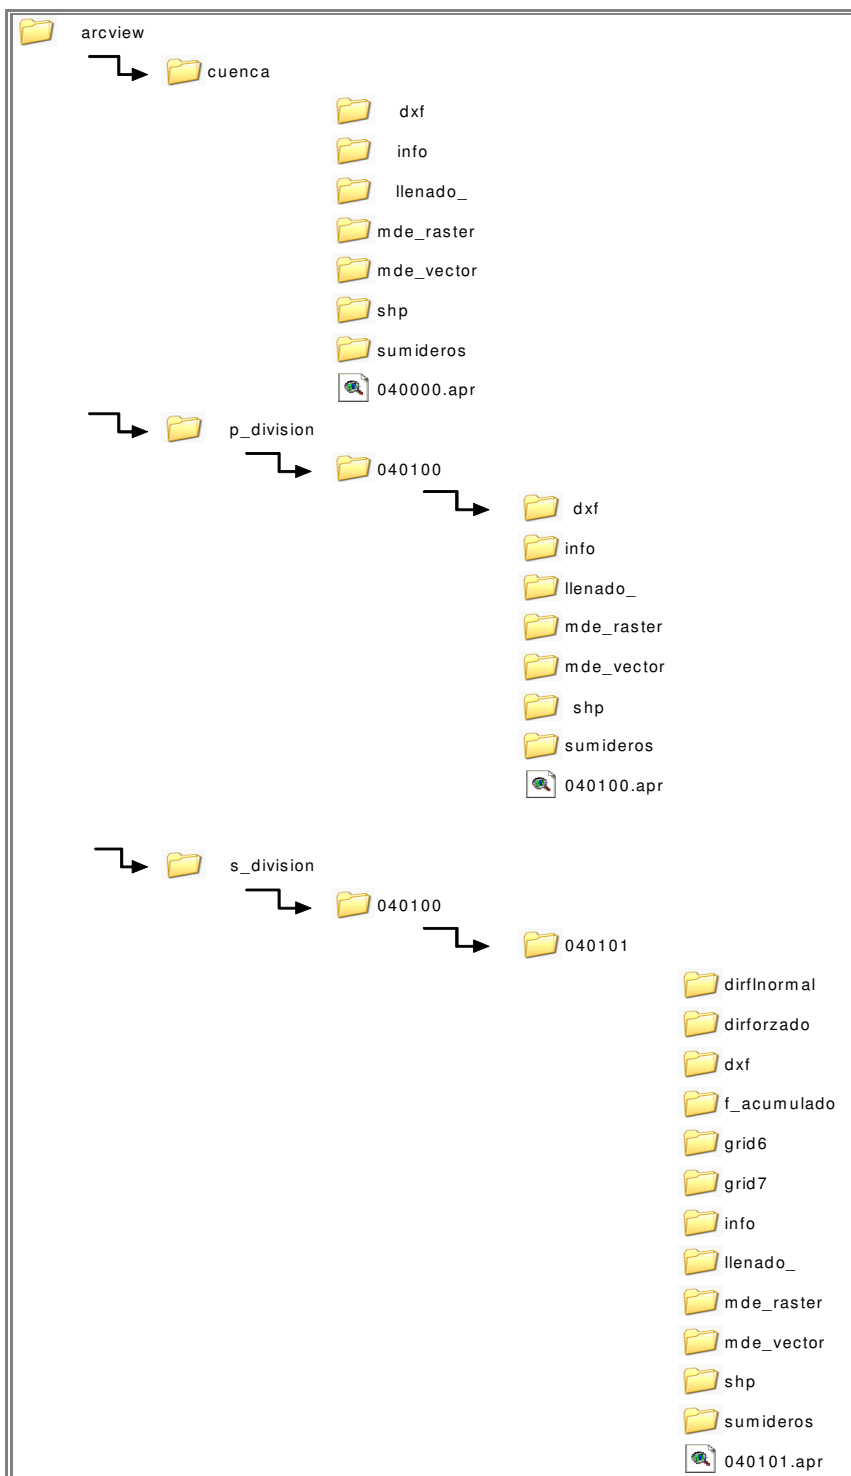 arcview
cuenca
dxf
info
llenado_
mde_raster
mde_vector
shp
sumideros
040000.apr
p_division
040100
dxf
info
llenado_
mde_raster
mde_vector
shp
sumideros
040100.apr
s_division
040100
040101
dirflnormal
dirforzado
dxf
f_acumulado
grid6
grid7
info
llenado_
mde_raster
mde_vector
shp
sumideros
040101.apr